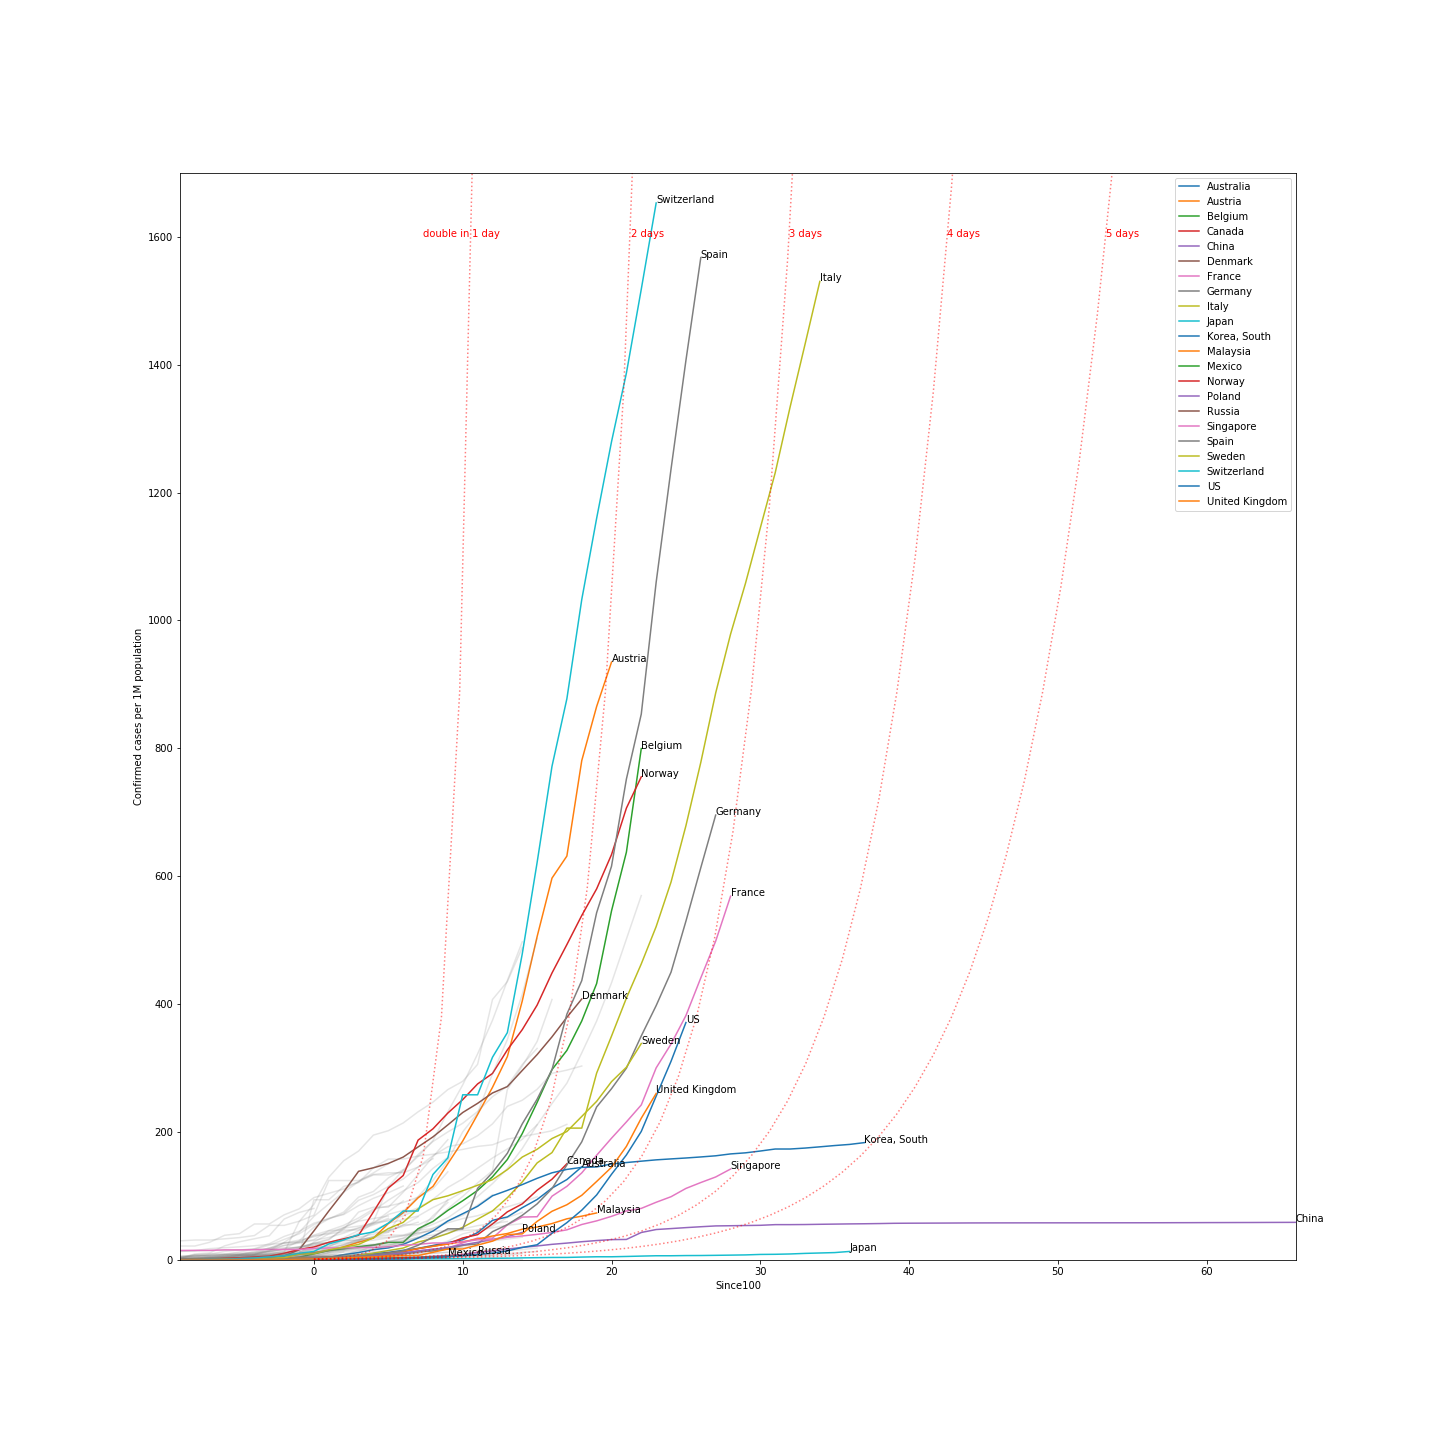 Switzerland
double in 1 day
2 days
3 days
4 days
5 days
Spain
Italy
Austria
Belgium
Norway
Germany
France
Denmark
US
Sweden
United Kingdom
Korea, South
Canada
Australia
Singapore
Malaysia
Poland
China
Mexico
Russia
Japan
Australia
Austria
Belgium
Canada
China
Denmark
France
Germany
Italy
Japan
Korea, South
Malaysia
Mexico
Norway
Poland
Russia
Singapore
Spain
Sweden
Switzerland
US
United Kingdom
Confirmed cases per 1M population
1600
1400
1200
1000
800
600
400
200
0
0 10 20 30 40 50 60
Since100